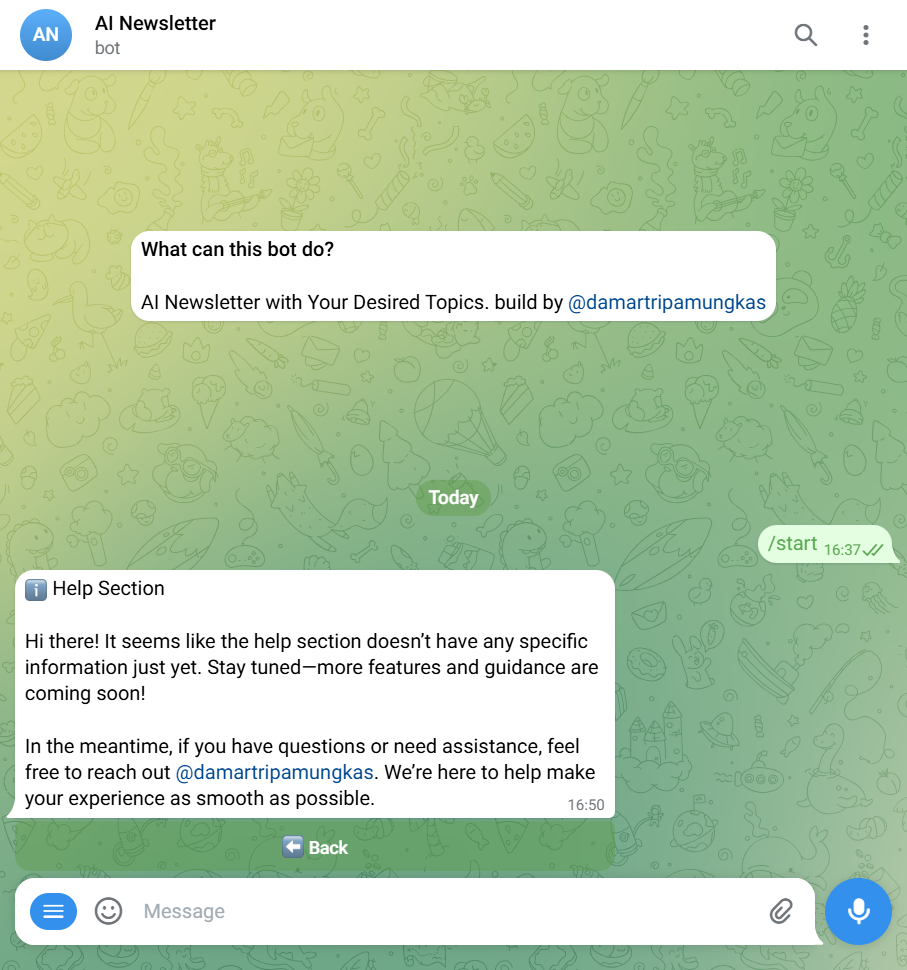 AN
AI Newsletter
bot
What can this bot do?
AI Newsletter with Your Desired Topics. build by @damartripamungkas
Today
/start 16:37
i Help Section
Hi there! It seems like the help section doesn’t have any specific
information just yet. Stay tuned—more features and guidance are
coming soon!
In the meantime, if you have questions or need assistance, feel
free to reach out @damartripamungkas. We’re here to help make
your experience as smooth as possible.
16:50
Back
Message